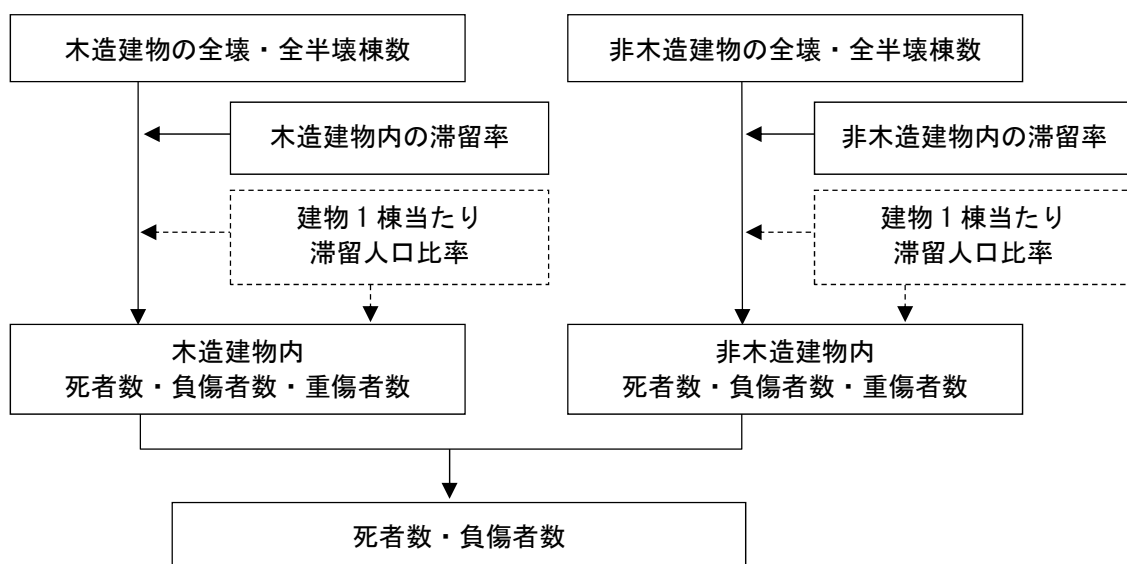 木造建物の全壊・全半壊棟数
非木造建物の全壊・全半壊棟数
木造建物内の滞留率
非木造建物内の滞留率
建物1棟当たり
滞留人口比率
建物1棟当たり
滞留人口比率
木造建物内
死者数・負傷者数・重傷者数
非木造建物内
死者数・負傷者数・重傷者数
死者数・負傷者数